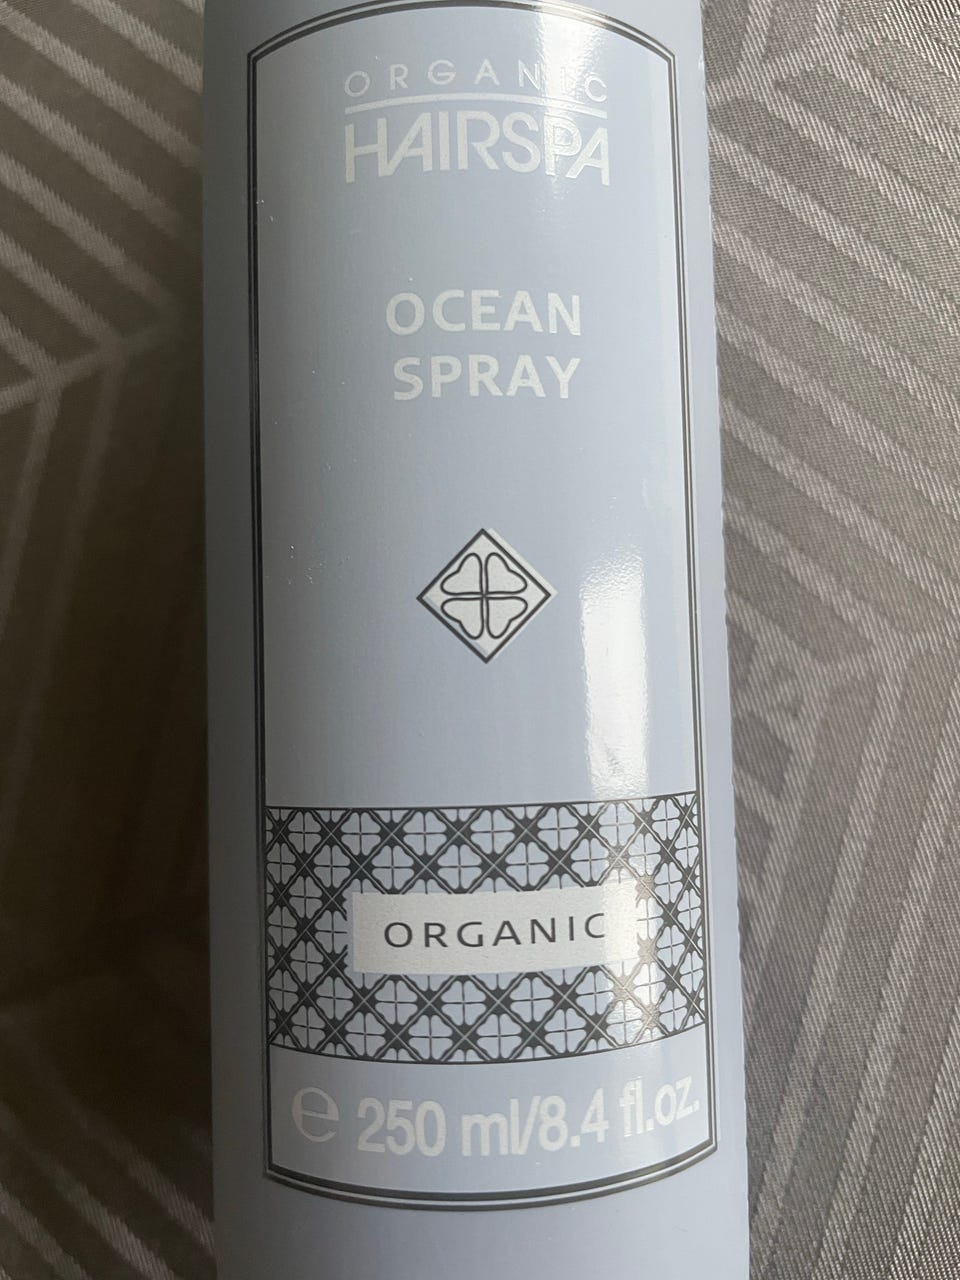 ORGANIC
HAIRSPA
OCEAN
SPRAY
ORGANIC
e 250 ml/8.4 fl.oz.